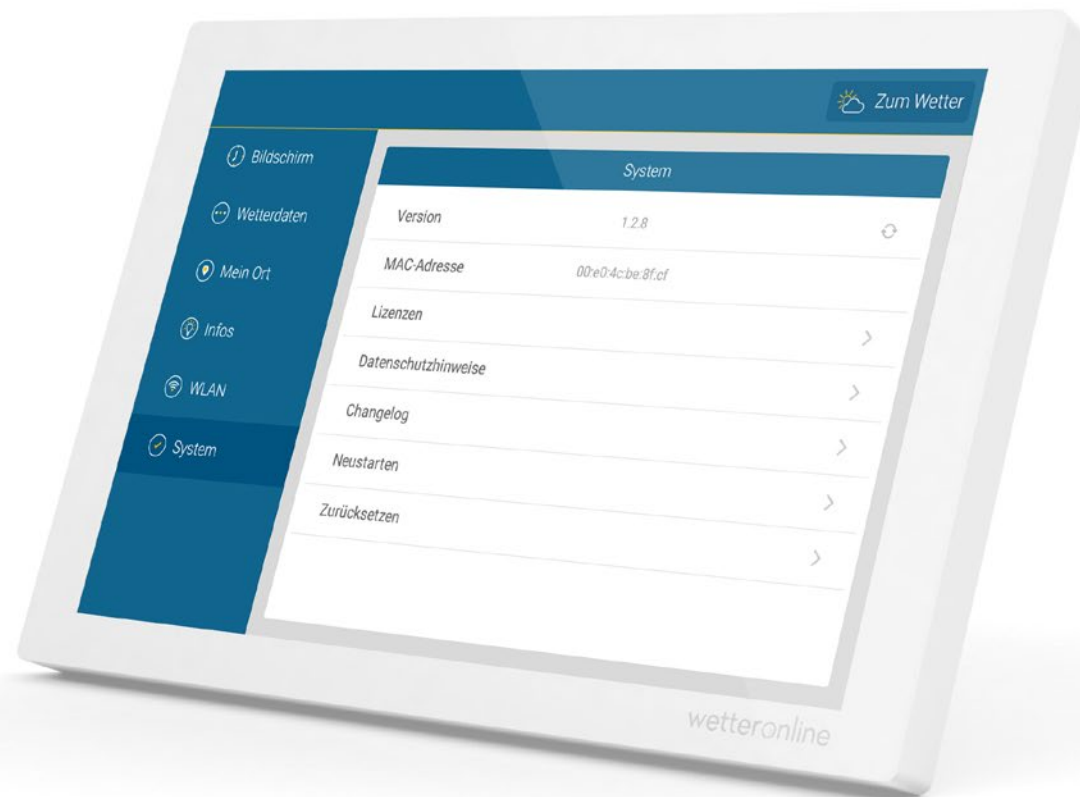 Zum Wetter
Bildschirm
Wetterdaten
Mein Ort
Infos
WLAN
System
System
Version 1.2.8
MAC-Adresse 00:e0:4c:be:8f:cf
Lizenzen
Datenschutzhinweise
Changelog
Neustarten
Zurücksetzen
wetteronline